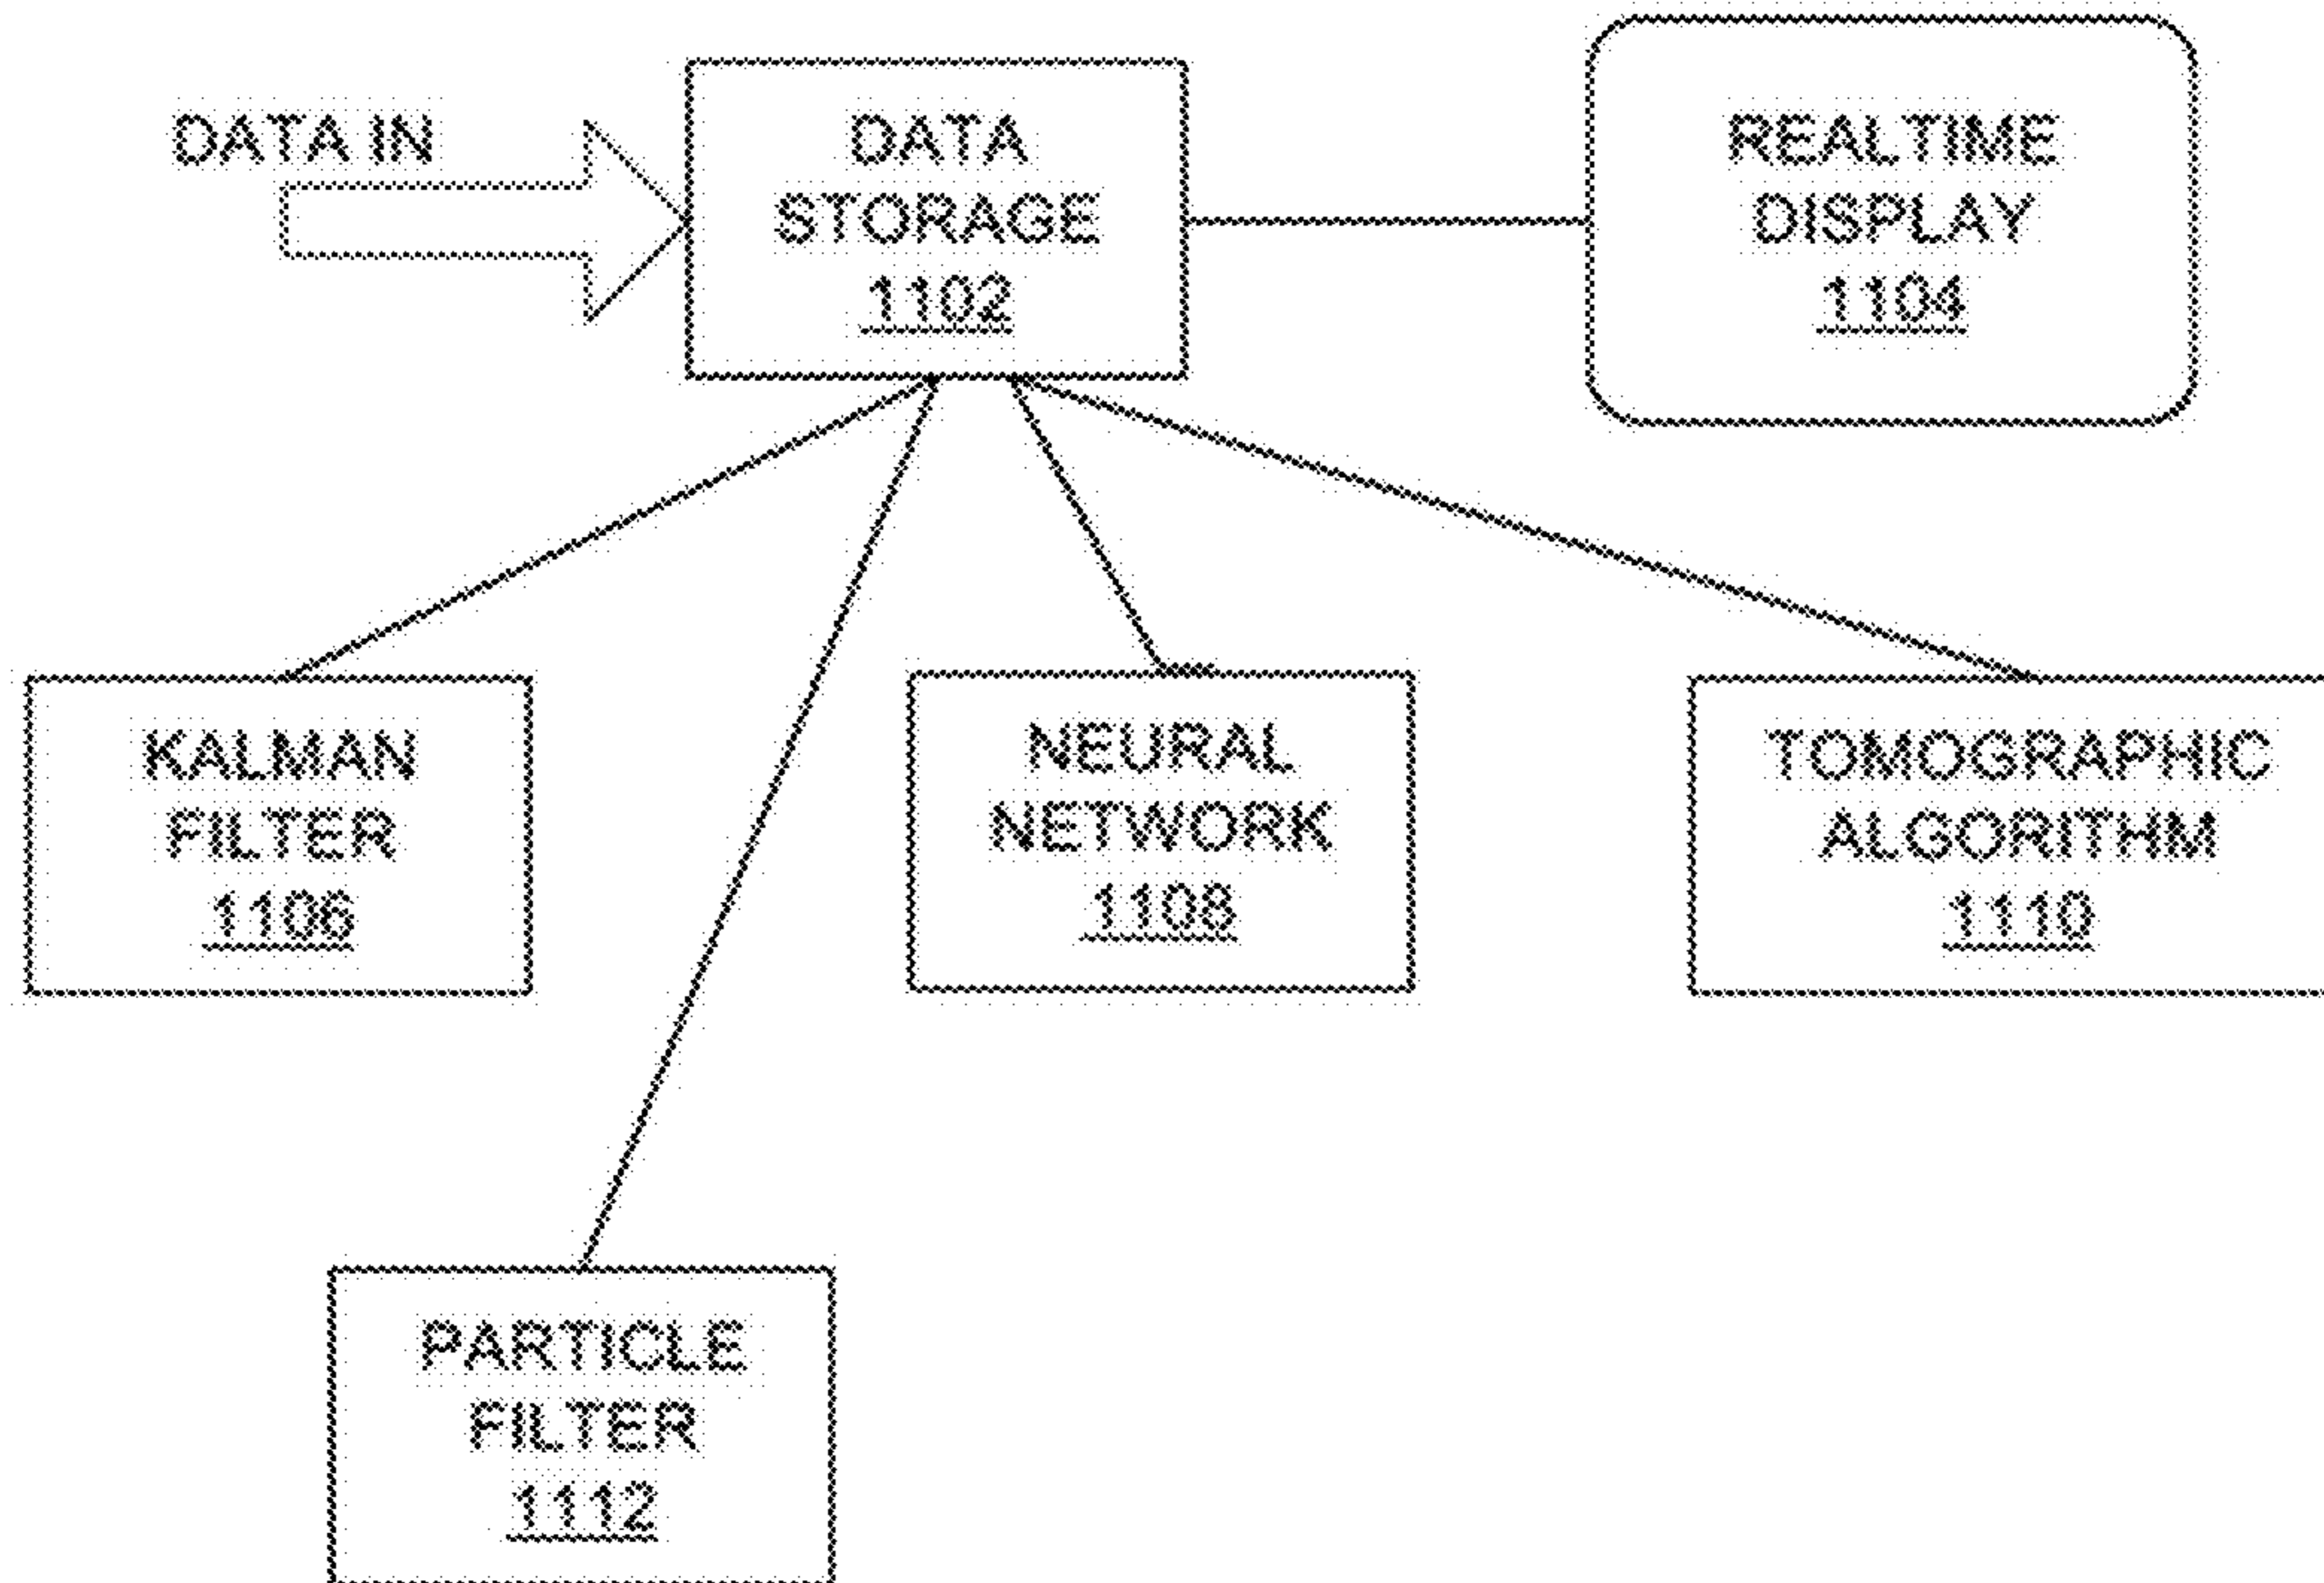 DATA IN
DATA
STORAGE
1102
REALTIME
DISPLAY
1104
KALMAN
FILTER
1106
NEURAL
NETWORK
1108
TOMOGRAPHIC
ALGORITHM
1110
PARTICLE
FILTER
1112